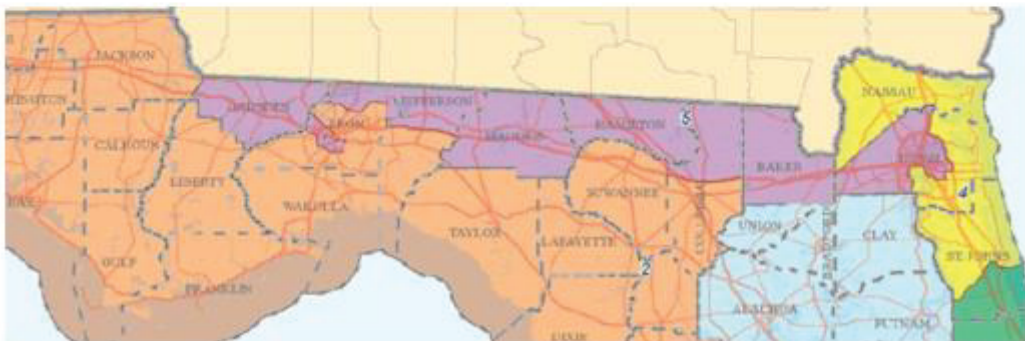 JACKSON
NASSAU
JEFFERSON
LEON
HAMILTON
5
MADISON
CALHOUN
BAKER
LIBERTY
SUWANNEE
4
WAKULLA
UNION
CLAY
TAYLOR
LAFAYETTE
ST JOHNS
GULF
2
FRANKLIN
ALACHUA
PUTNAM